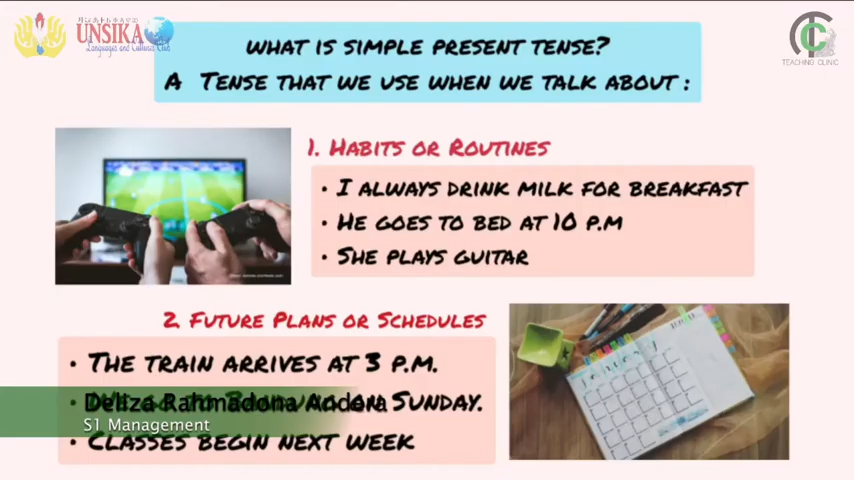 UNSIKA
Languages and Cultures Club
TEACHING CLINIC
WHAT IS SIMPLE PRESENT TENSE?
A TENSE THAT WE USE WHEN WE TALK ABOUT :
1. HABITS OR ROUTINES
• I ALWAYS DRINK MILK FOR BREAKFAST
• HE GOES TO BED AT 10 P.M
• SHE PLAYS GUITAR
2. FUTURE PLANS OR SCHEDULES
• THE TRAIN ARRIVES AT 3 P.M.
• ON SUNDAY.
Deliza Rahmadona Andora
S1 Management
• CLASSES BEGIN NEXT WEEK